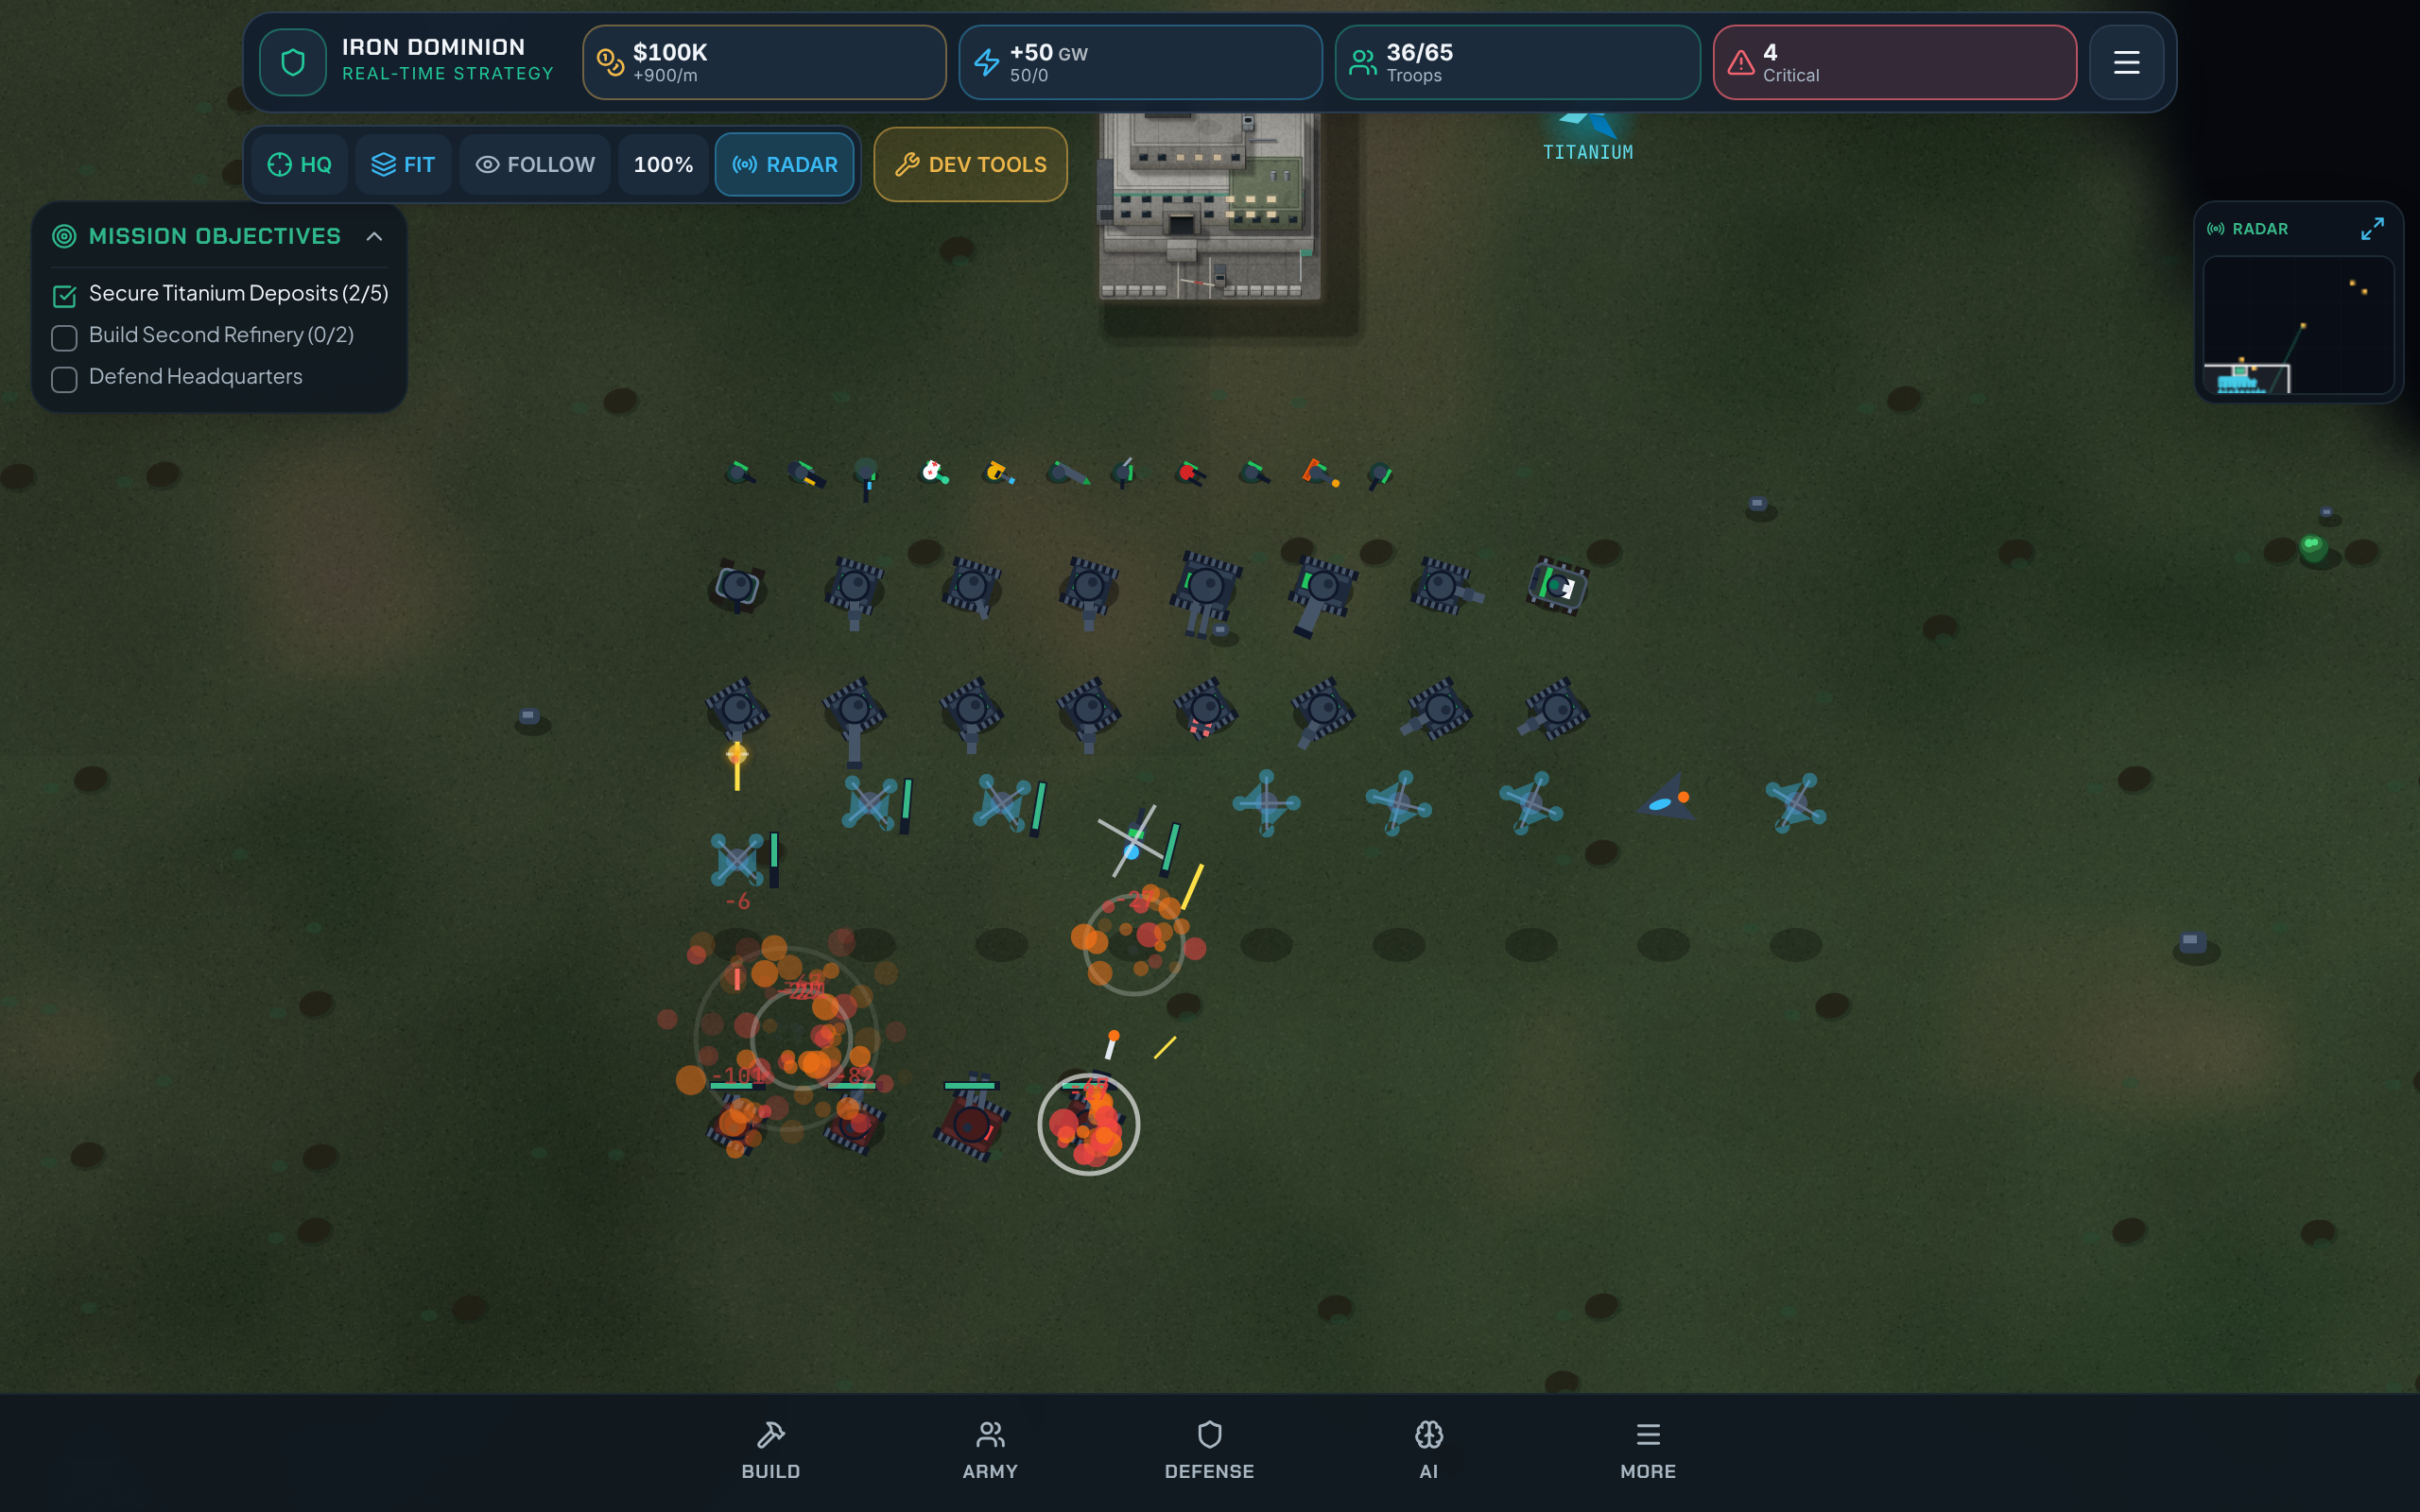 IRON DOMINION
REAL-TIME STRATEGY
$100K
+900/m
+50 GW
50/0
36/65
Troops
4
Critical
HQ
FIT
FOLLOW
100%
RADAR
DEV TOOLS
TITANIUM
MISSION OBJECTIVES
Secure Titanium Deposits (2/5)
Build Second Refinery (0/2)
Defend Headquarters
RADAR
-6
-82
BUILD
ARMY
DEFENSE
AI
MORE